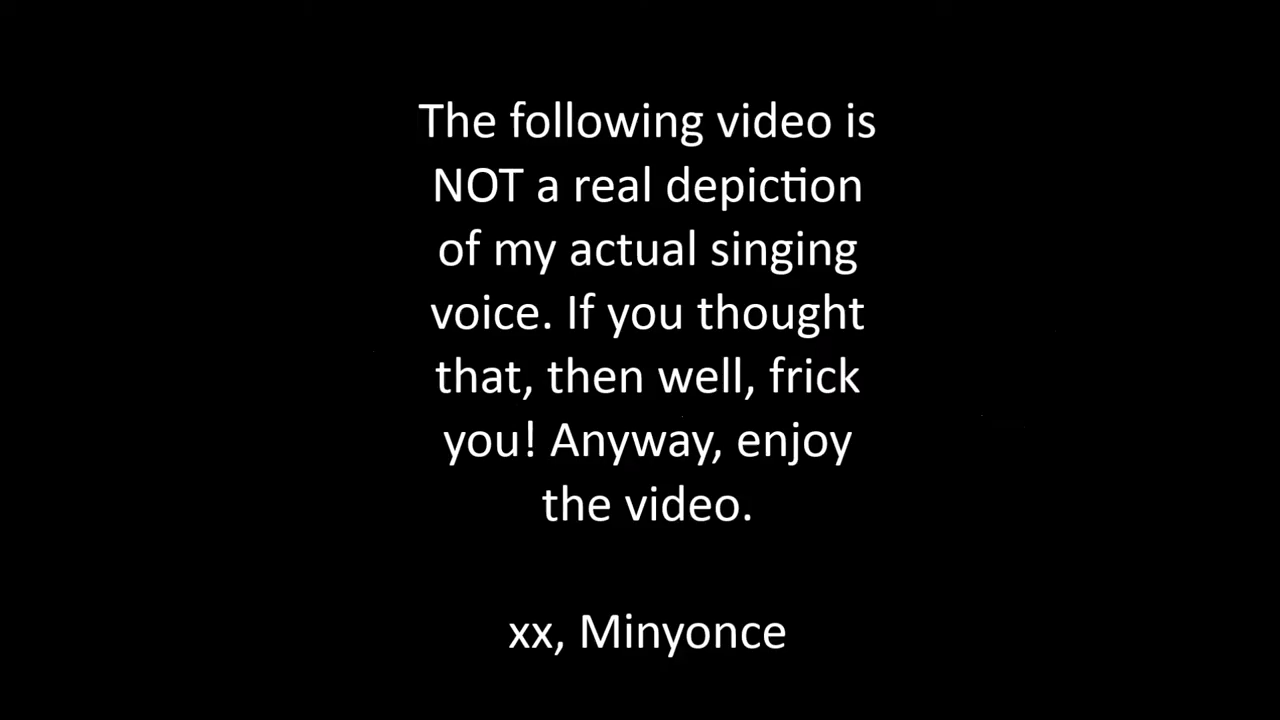 The following video is
NOT a real depiction
of my actual singing
voice. If you thought
that, then well, frick
you! Anyway, enjoy
the video.
xx, Minyonce